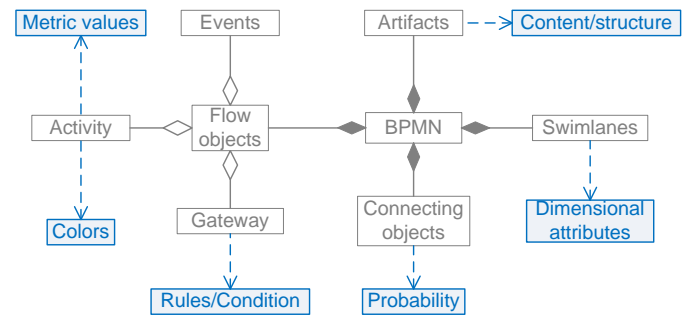 Metric values
Events
Artifacts
Content/structure
Activity
Flow
objects
BPMN
Swimlanes
Colors
Gateway
Connecting
objects
Dimensional
attributes
Rules/Condition
Probability